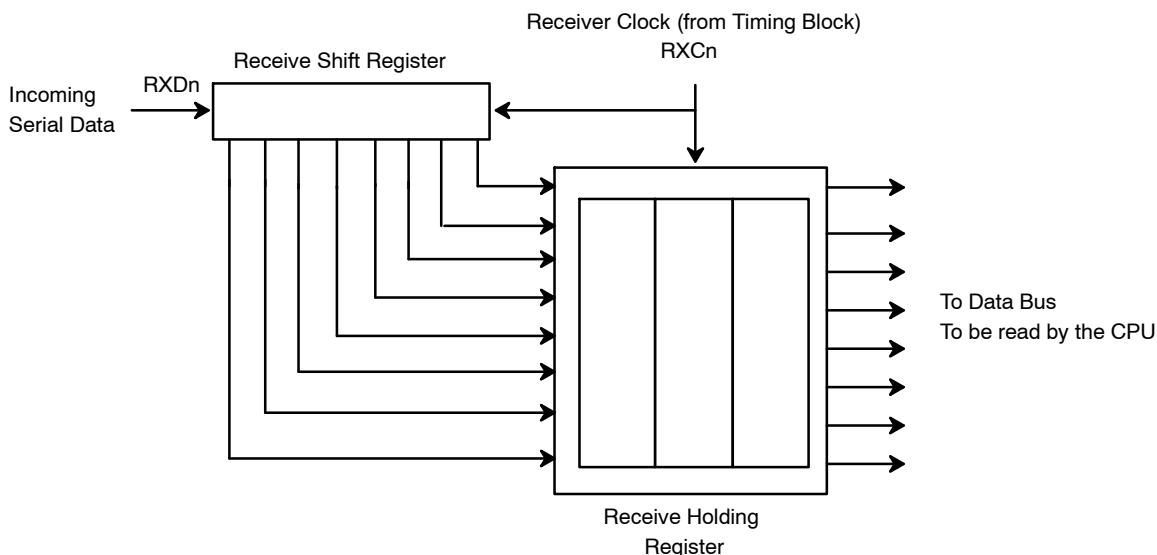 Receiver Clock (from Timing Block)
RXCn
Receive Shift Register
RXDn
Incoming
Serial Data
To Data Bus
To be read by the CPU
Receive Holding
Register